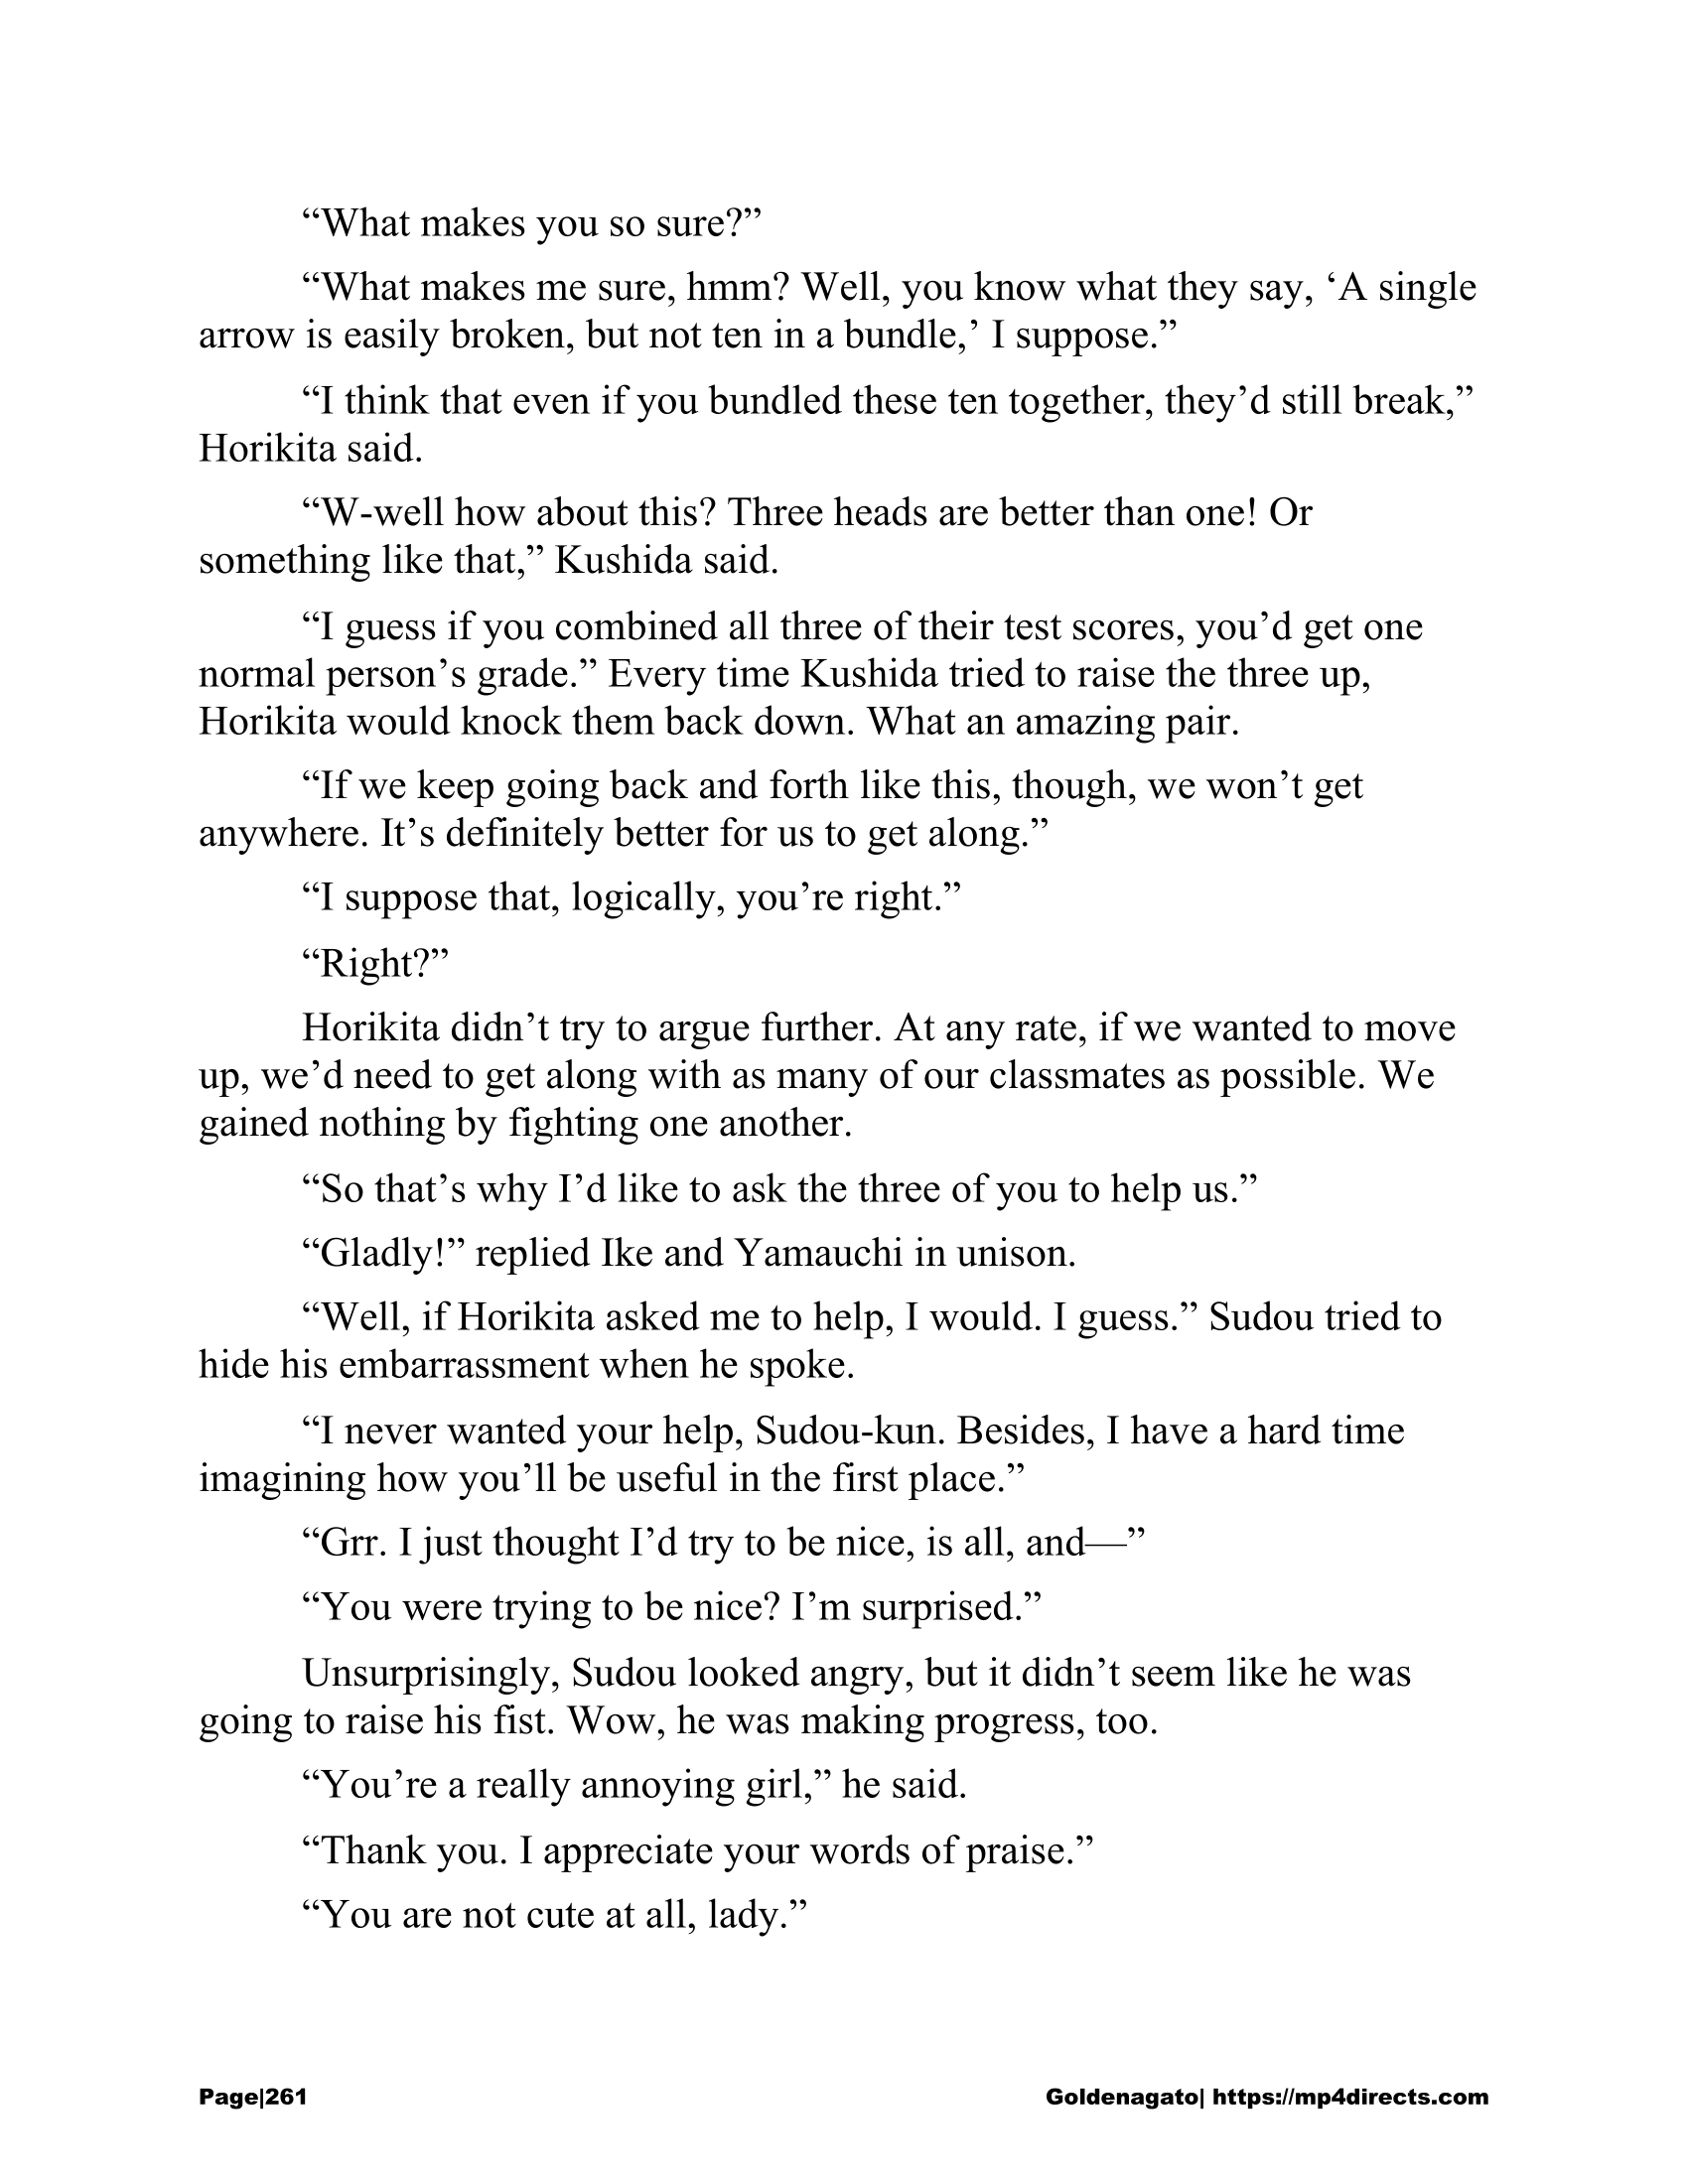 “What makes you so sure?”
“What makes me sure, hmm? Well, you know what they say, ‘A single
arrow is easily broken, but not ten in a bundle,’ I suppose.”
“I think that even if you bundled these ten together, they’d still break,”
Horikita said.
“W-well how about this? Three heads are better than one! Or
something like that,” Kushida said.
“I guess if you combined all three of their test scores, you’d get one
normal person’s grade.” Every time Kushida tried to raise the three up,
Horikita would knock them back down. What an amazing pair.
“If we keep going back and forth like this, though, we won’t get
anywhere. It’s definitely better for us to get along.”
“I suppose that, logically, you’re right.”
“Right?”
Horikita didn’t try to argue further. At any rate, if we wanted to move
up, we’d need to get along with as many of our classmates as possible. We
gained nothing by fighting one another.
“So that’s why I’d like to ask the three of you to help us.”
“Gladly!” replied Ike and Yamauchi in unison.
“Well, if Horikita asked me to help, I would. I guess.” Sudou tried to
hide his embarrassment when he spoke.
“I never wanted your help, Sudou-kun. Besides, I have a hard time
imagining how you’ll be useful in the first place.”
“Grr. I just thought I’d try to be nice, is all, and—”
“You were trying to be nice? I’m surprised.”
Unsurprisingly, Sudou looked angry, but it didn’t seem like he was
going to raise his fist. Wow, he was making progress, too.
“You’re a really annoying girl,” he said.
“Thank you. I appreciate your words of praise.”
“You are not cute at all, lady.”
Page|261 Goldenagato| https://mp4directs.com